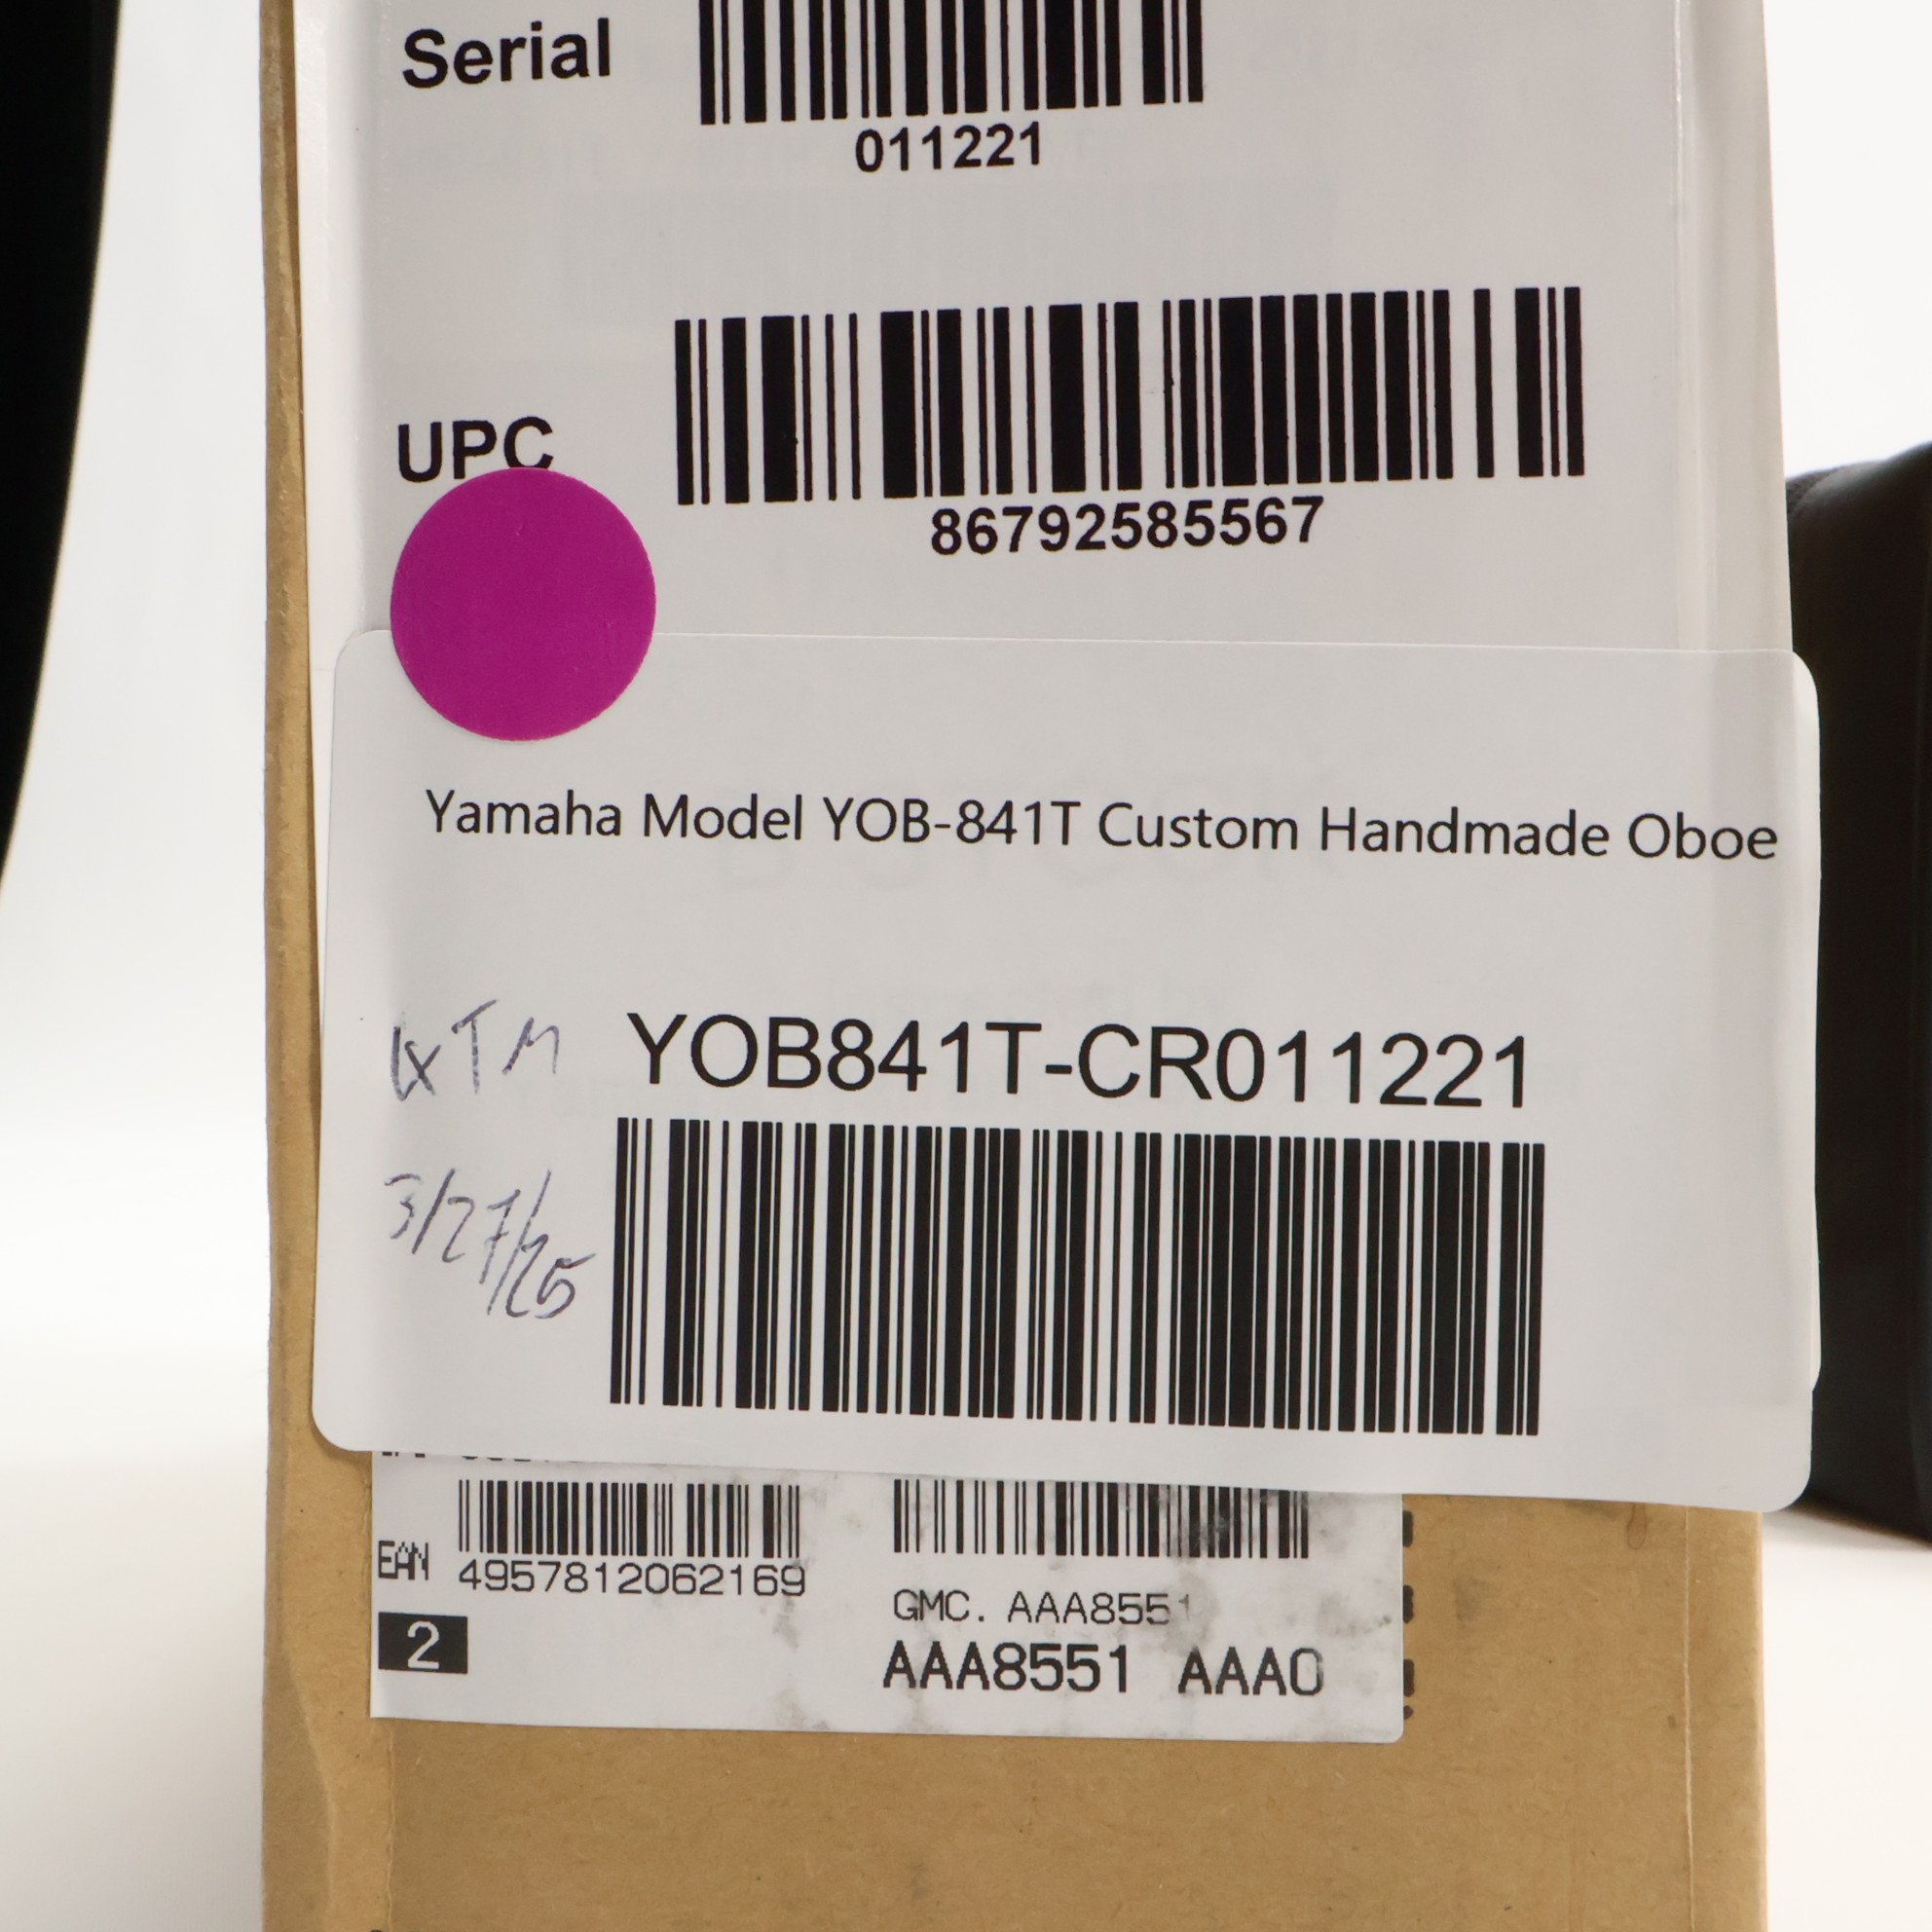 Serial
011221
UPC
86792585567
Yamaha Model YOB-841T Custom Handmade Oboe
YOB841T-CR011221
3/27/25
EAN
4957812062169
GMC. AAA8551
2
AAA8551 AAA0